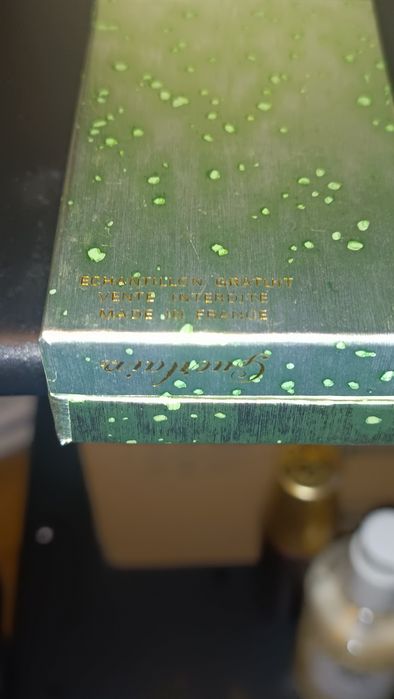 ECHANTILLON GRATUIT
VENTE INTERDITE
MADE IN FRANCE
Guerlain